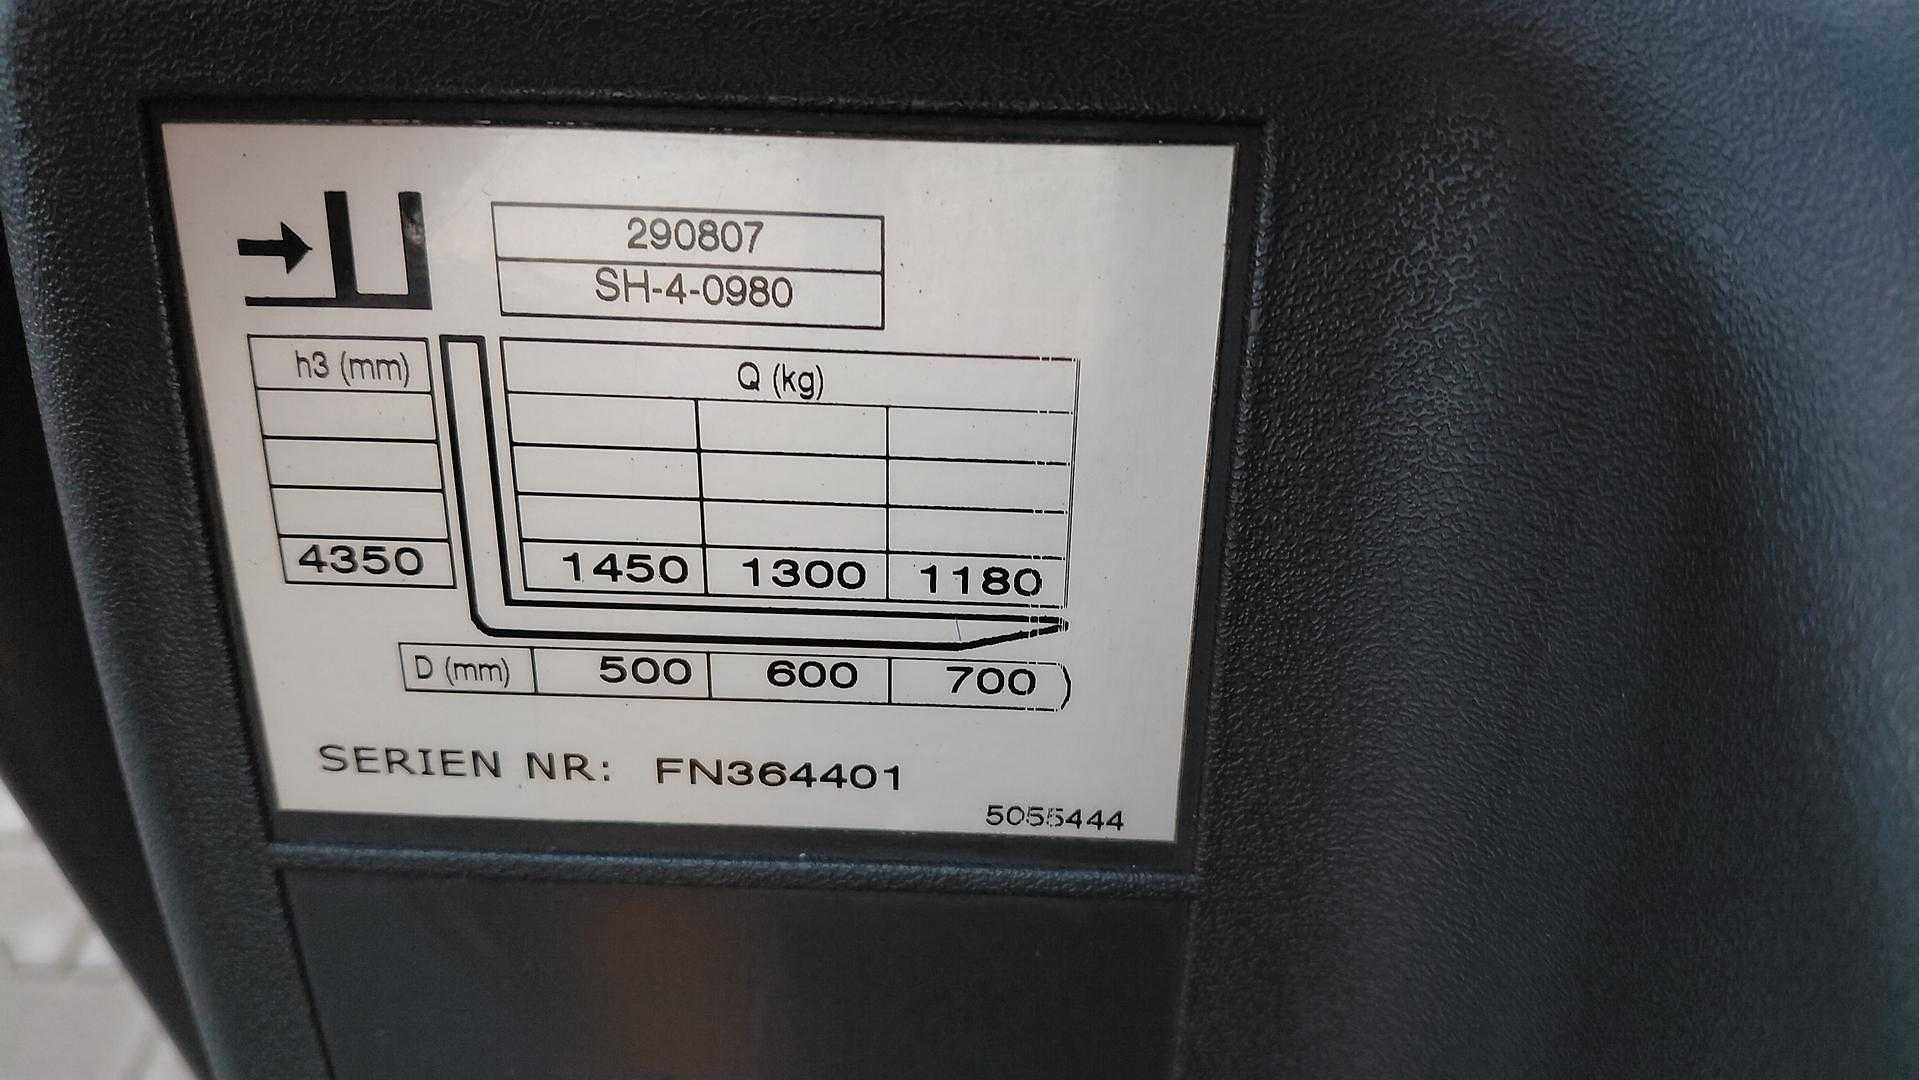 290807
SH-4-0980
h3 (mm) Q (kg)
4350 1450 1300 1180
D (mm) 500 600 700
SERIEN NR: FN364401
5055444